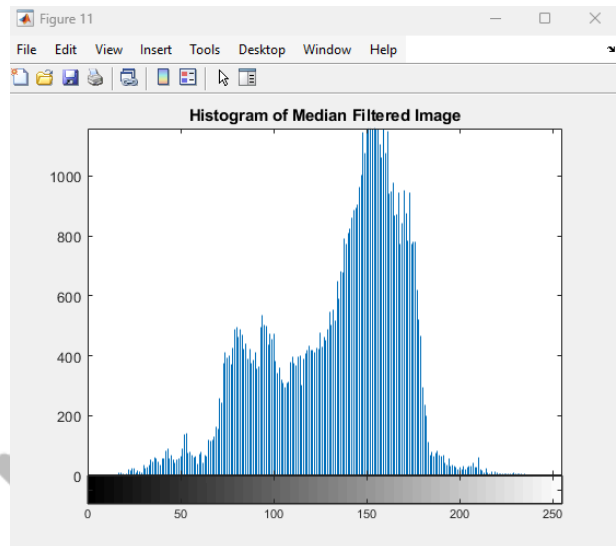 Figure 11
File Edit View Insert Tools Desktop Window Help
Histogram of Median Filtered Image
1000
800
600
400
200
0
0 50 100 150 200 250